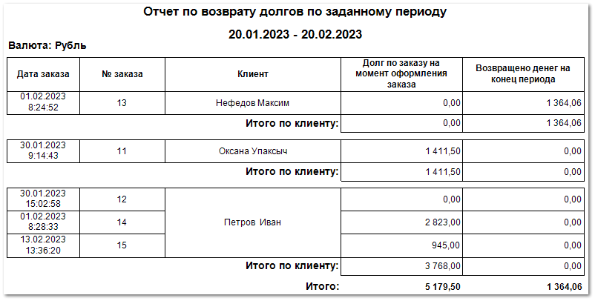 Отчет по возврату долгов по заданному периоду
20.01.2023 - 20.02.2023
Валюта: Рубль
Дата заказа № заказа Клиент Долг по заказу на момент оформления заказа Возвращено денег на конец периода
01.02.2023 8:24:52 13 Нефедов Максим 0,00 1 364,06
Итого по клиенту: 0,00 1 364,06
30.01.2023 9:14:43 11 Оксана Упаксыч 1 411,50 0,00
Итого по клиенту: 1 411,50 0,00
30.01.2023 15:02:58 12 0,00 0,00
01.02.2023 8:28:33 14 Петров Иван 2 823,00 0,00
13.02.2023 13:36:20 15 945,00 0,00
Итого по клиенту: 3 768,00 0,00
Итого: 5 179,50 1 364,06